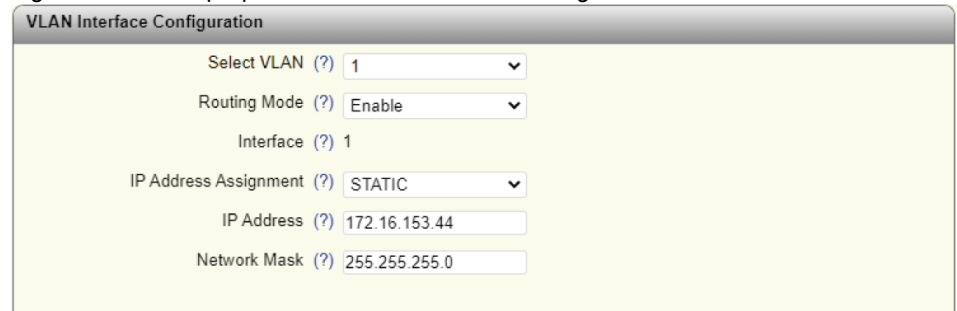 VLAN Interface Configuration
Select VLAN (?) 1
Routing Mode (?) Enable
Interface (?) 1
IP Address Assignment (?) STATIC
IP Address (?) 172.16.153.44
Network Mask (?) 255.255.255.0